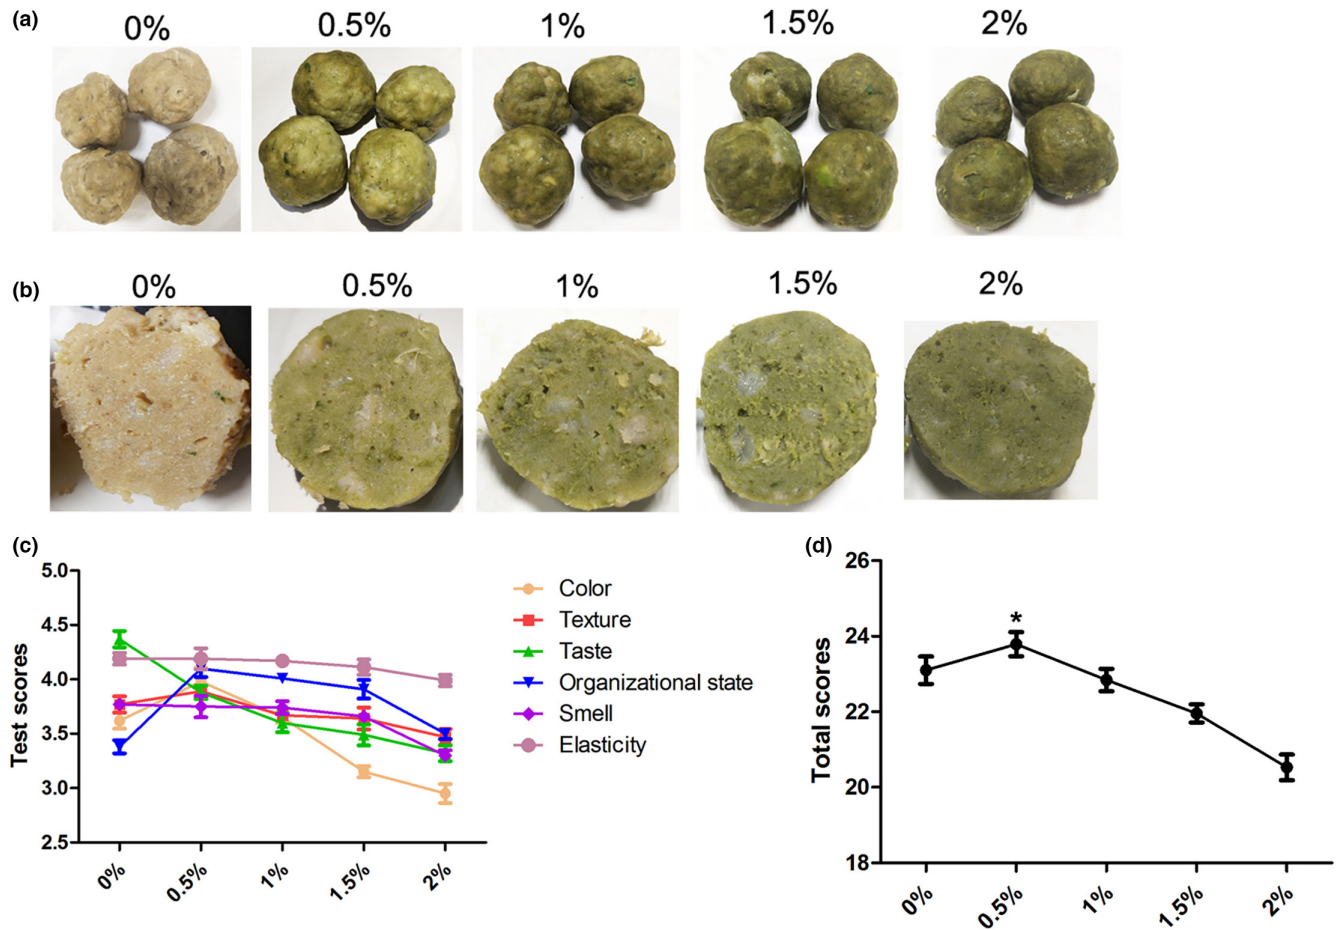 (a)
0% 0.5% 1% 1.5% 2%
(b)
0% 0.5% 1% 1.5% 2%
(c)
5.0
4.5
4.0
3.5
3.0
2.5
Test scores
0% 0.5% 1% 1.5% 2%
Color
Texture
Taste
Organizational state
Smell
Elasticity
(d)
26
24
22
20
18
Total scores
*
0% 0.5% 1% 1.5% 2%